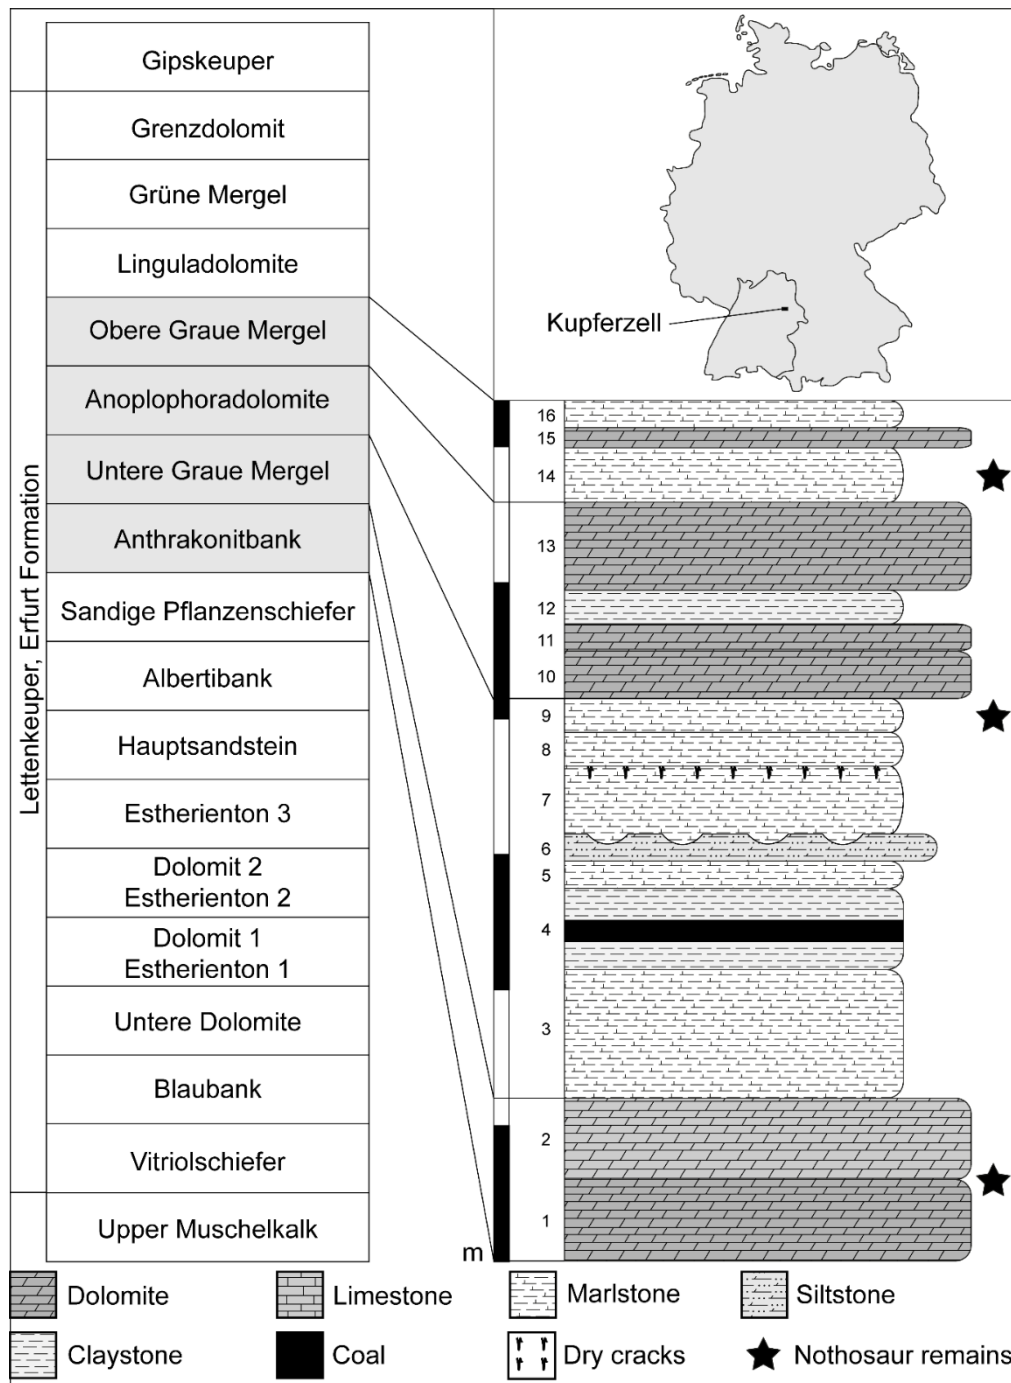 Gipskeuper
Grenzdolomit
Grüne Mergel
Linguladolomite
Obere Graue Mergel
Anoplophoradolomite
Untere Graue Mergel
Anthrakonitbank
Sandige Pflanzenschiefer
Albertibank
Hauptsandstein
Estherienton 3
Dolomit 2
Estherienton 2
Dolomit 1
Estherienton 1
Untere Dolomite
Blaubank
Vitriolschiefer
Upper Muschelkalk
Lettenkeuper, Erfurt Formation
Kupferzell
16
15
14
13
12
11
10
9
8
7
6
5
4
3
2
1
m
Dolomite
Limestone
Marlstone
Siltstone
Claystone
Coal
Dry cracks
Nothosaur remains